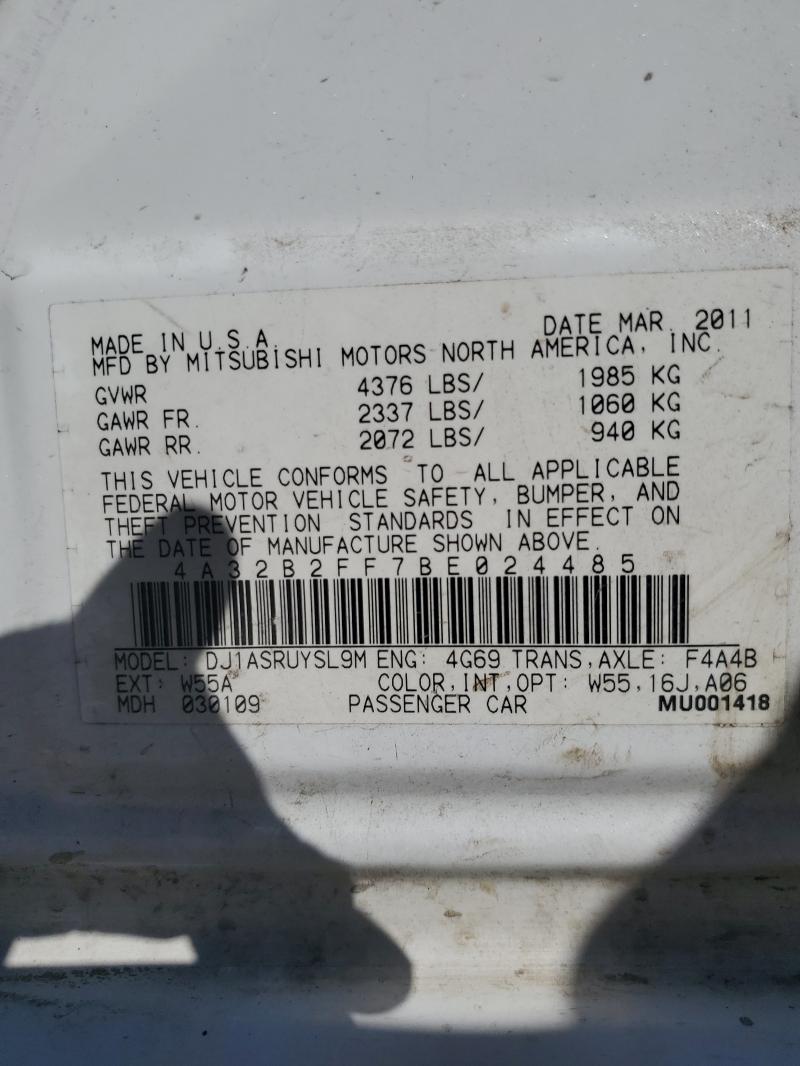 DATE MAR. 2011
MADE IN U.S.A.
MFD BY MITSUBISHI MOTORS NORTH AMERICA, INC.
GVWR 4376 LBS/ 1985 KG
GAWR FR. 2337 LBS/ 1060 KG
GAWR RR. 2072 LBS/ 940 KG
THIS VEHICLE CONFORMS TO ALL APPLICABLE
FEDERAL MOTOR VEHICLE SAFETY, BUMPER, AND
THEFT PREVENTION STANDARDS IN EFFECT ON
THE DATE OF MANUFACTURE SHOWN ABOVE.
4A32B2FF7BE024485
MODEL: DJ1ASRUYSL9M ENG: 4G69 TRANS,AXLE: F4A4B
EXT: W55A COLOR,INT,OPT: W55,16J,A06
MDH 030109 PASSENGER CAR MU001418